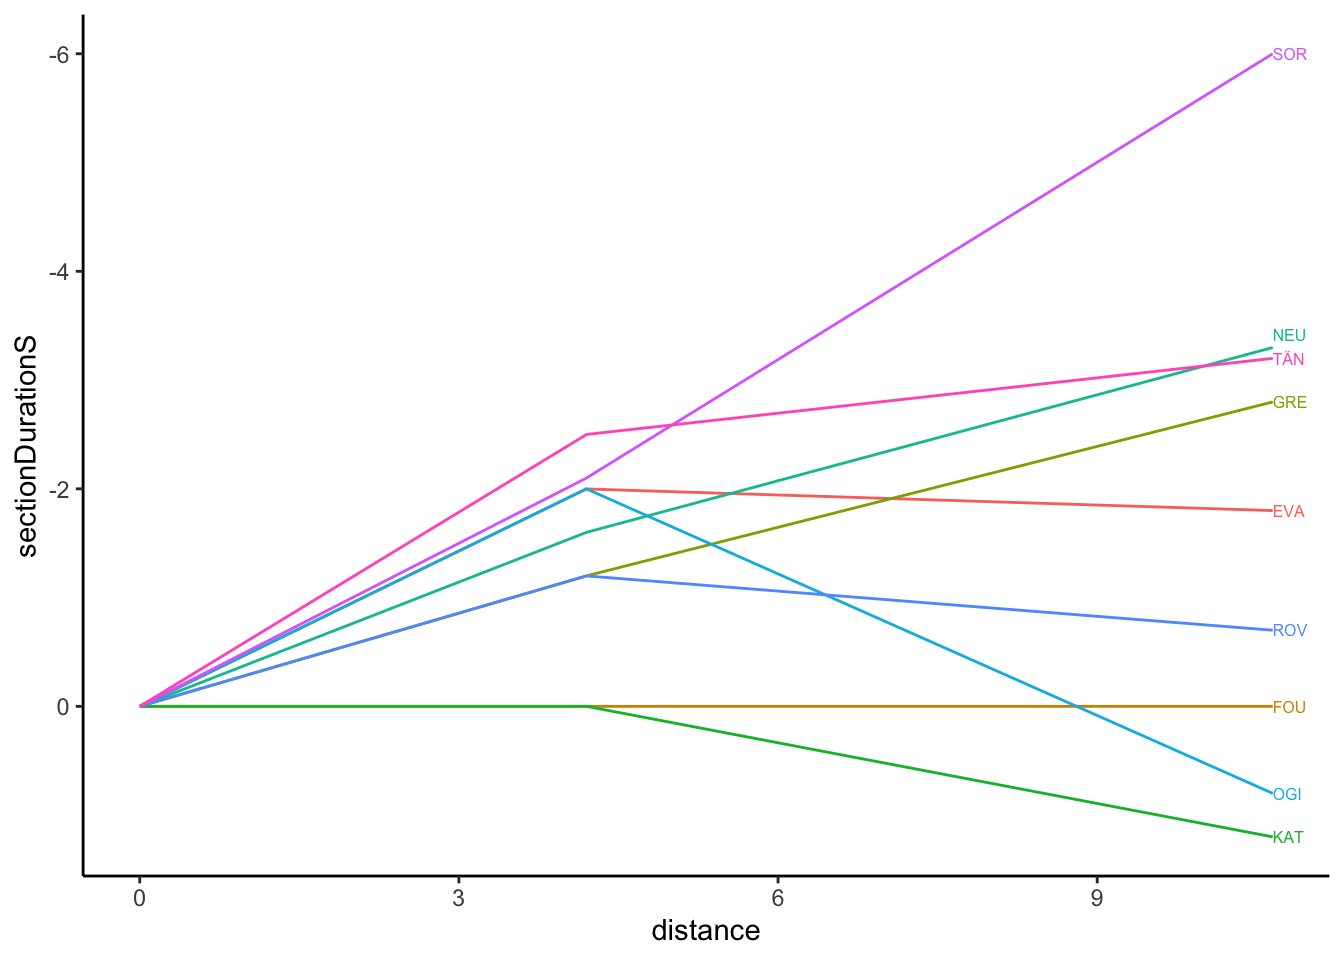 -6
-4
-2
0
sectionDurationS
SOR
NEU
TÄN
GRE
EVA
ROV
FOU
OGI
KAT
0 3 6 9
distance